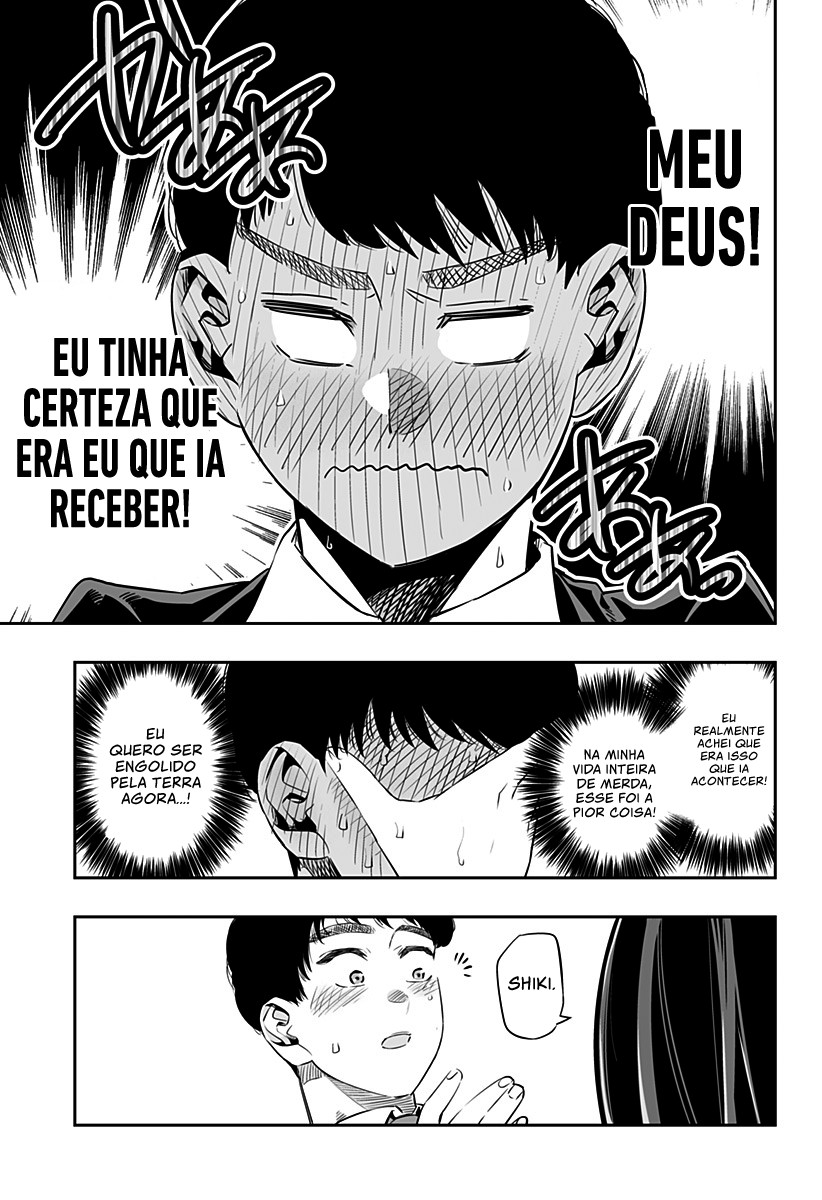 MEU
DEUS!
EU TINHA
CERTEZA QUE
ERA EU QUE IA
RECEBER!
EU
REALMENTE
ACHEI QUE
ERA ISSO
QUE IA
ACONTECER!
NA MINHA
VIDA INTEIRA
DE MERDA,
ESSE FOI A
PIOR COISA!
EU
QUERO SER
ENGOLIDO
PELA TERRA
AGORA...!
SHIKI.